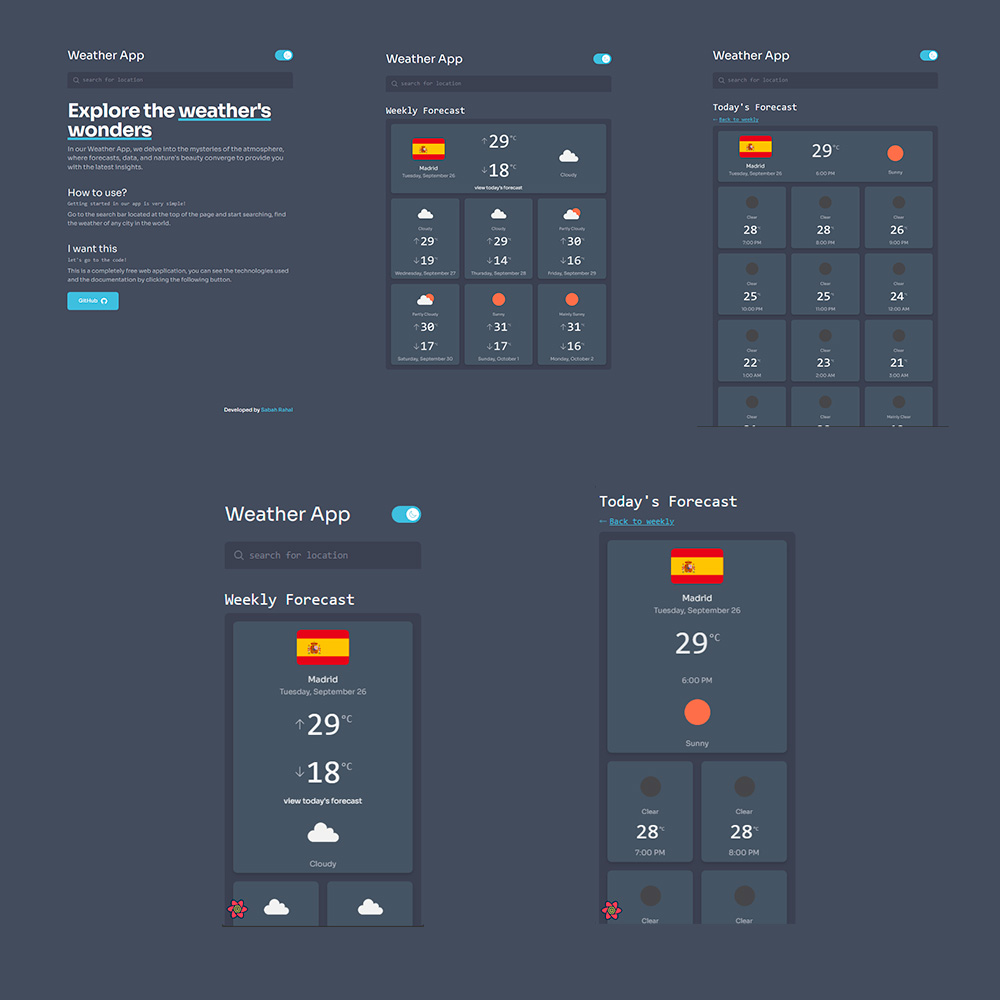 Weather App
search for location
Explore the weather's
wonders
In our Weather App, we delve into the mysteries of the atmosphere,
where forecasts, data, and nature's beauty converge to provide you
with the latest insights.
How to use?
Getting started in our app is very simple!
Go to the search bar located at the top of the page and start searching, find
the weather of any city in the world.
I want this
let's go to the code!
This is a completely free web application, you can see the technologies used
and the documentation by clicking the following button.
GitHub
Developed by Sabah Rahal
Weather App
search for location
Weekly Forecast
Madrid
Tuesday, September 26
↑29°C
↓18°C
view today's forecast
Cloudy
Cloudy
↑29°C
↓19°C
Wednesday, September 27
Cloudy
↑29°C
↓14°C
Thursday, September 28
Partly Cloudy
↑30°C
↓16°C
Friday, September 29
Partly Cloudy
↑30°C
↓17°C
Saturday, September 30
Sunny
↑31°C
↓17°C
Sunday, October 1
Mainly Sunny
↑31°C
↓16°C
Monday, October 2
Weather App
search for location
Today's Forecast
← Back to weekly
Madrid
Tuesday, September 26
29°C
6:00 PM
Sunny
Clear
28°C
7:00 PM
Clear
28°C
8:00 PM
Clear
26°C
9:00 PM
Clear
25°C
10:00 PM
Clear
25°C
11:00 PM
Clear
24°C
12:00 AM
Clear
22°C
1:00 AM
Clear
23°C
2:00 AM
Clear
21°C
3:00 AM
Clear
Clear
Mainly Clear
Weather App
search for location
Weekly Forecast
Madrid
Tuesday, September 26
↑29°C
↓18°C
view today's forecast
Cloudy
Today's Forecast
← Back to weekly
Madrid
Tuesday, September 26
29°C
6:00 PM
Sunny
Clear
28°C
7:00 PM
Clear
28°C
8:00 PM
Clear
Clear